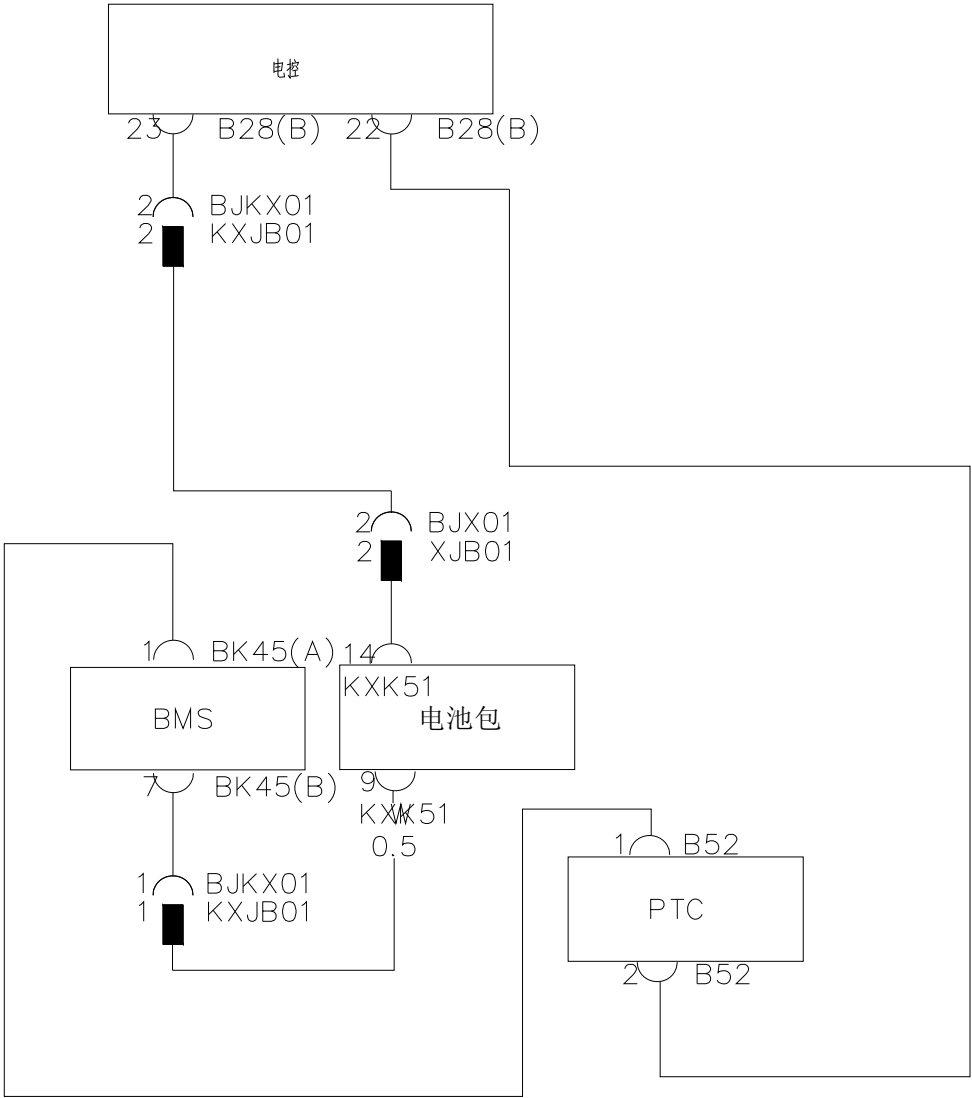 电控
23 B28(B) 22 B28(B)
2 BJKX01
2 KXJB01
2 BJX01
2 XJB01
1 BK45(A) 14
KXK51
BMS 电池包
7 BK45(B) 9
KXK51
W
0.5
1 B52
1 BJKX01
1 KXJB01
PTC
2 B52